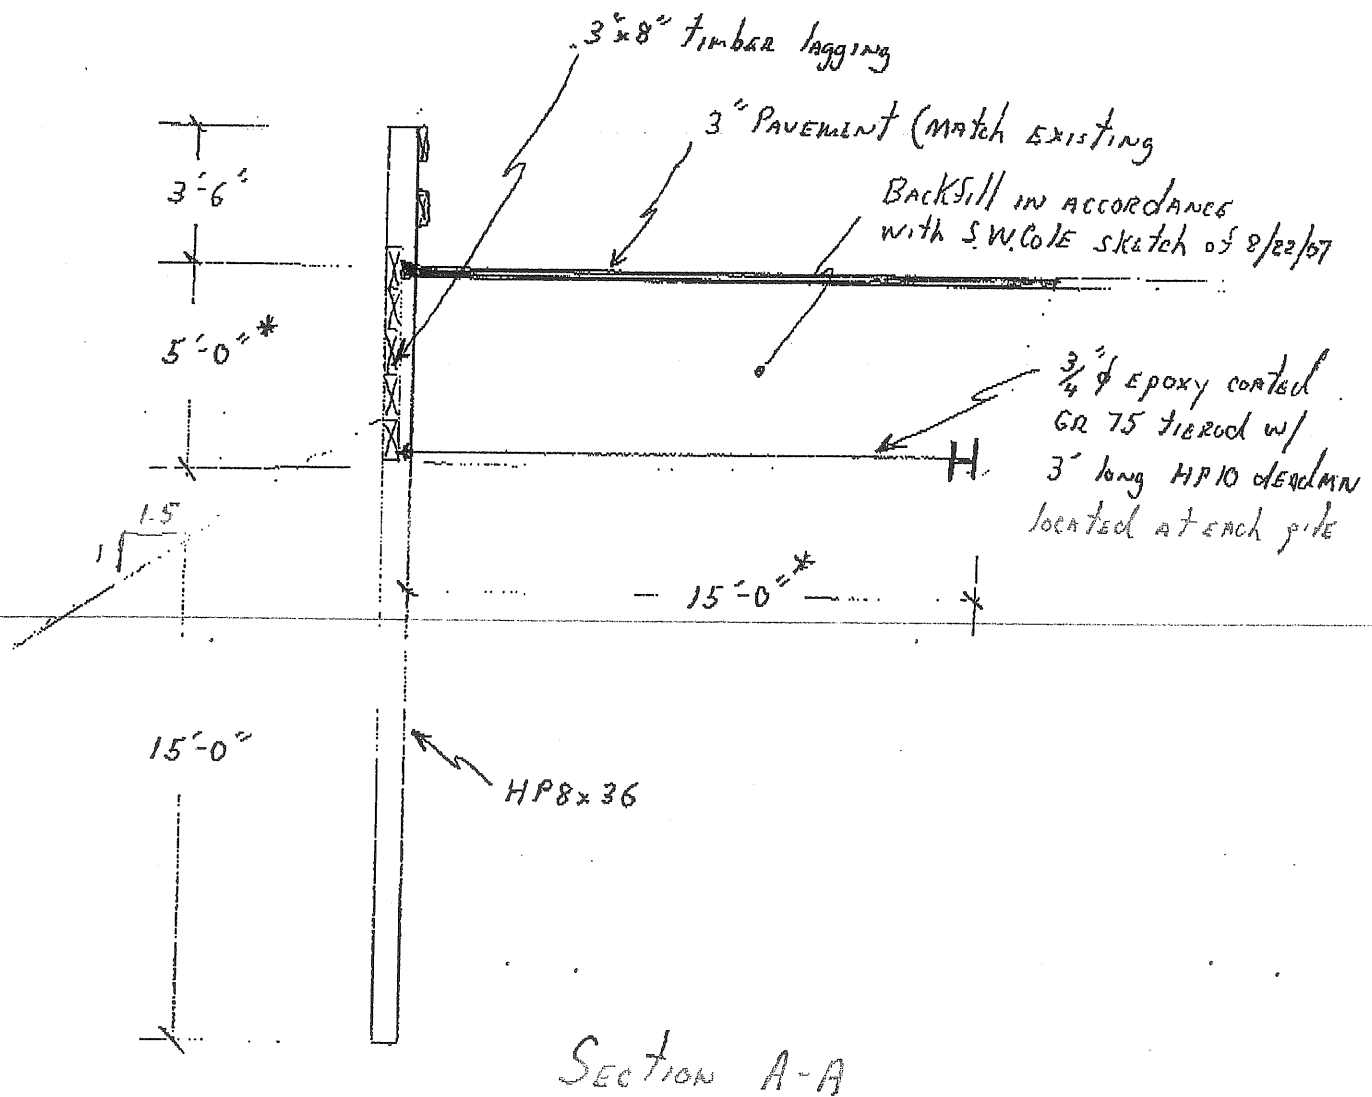 3"x8" timber lagging
3" Pavement (match existing
Backfill in accordance
with S.W.Cole sketch of 8/22/07
3'-6"
5'-0"*
3/4"ϕ Epoxy coated
GR 75 tierod w/
3' long HP10 deadmn
located at each pile
1.5
1
15'-0"*
15'-0"
HP8x36
Section A-A